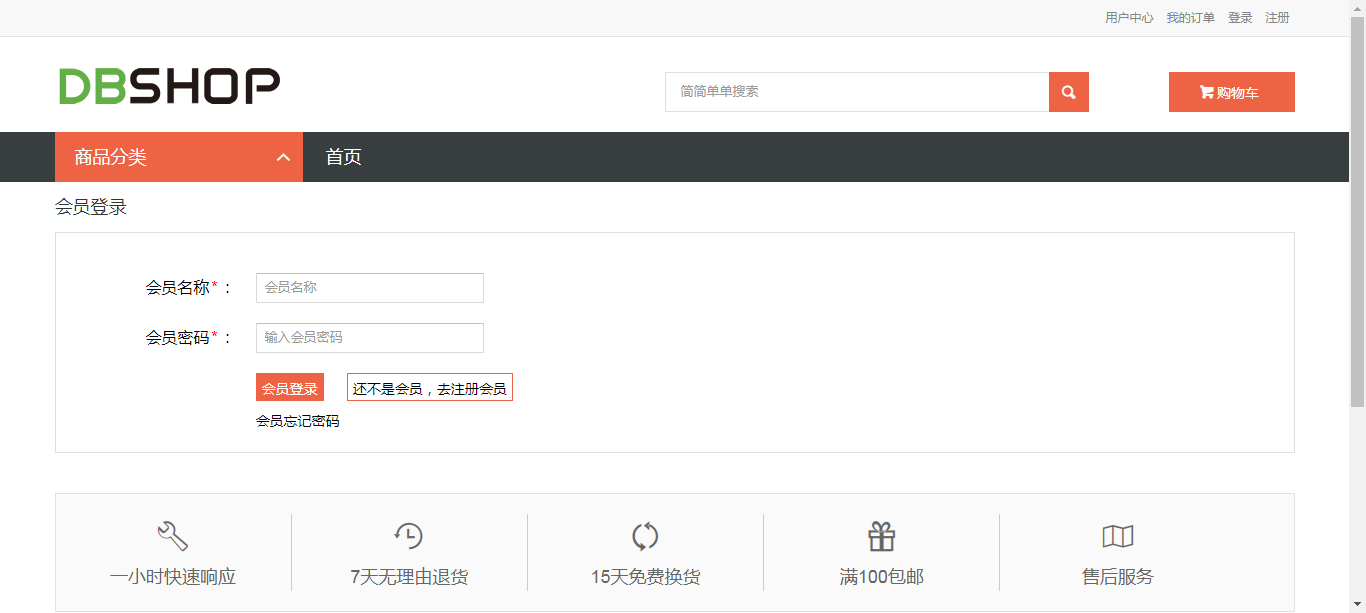 用户中心 我的订单 登录 注册
DBSHOP
简简单单搜索
购物车
商品分类 首页
会员登录
会员名称*：
会员名称
会员密码*：
输入会员密码
会员登录 还不是会员，去注册会员
会员忘记密码
一小时快速响应 7天无理由退货 15天免费换货 满100包邮 售后服务